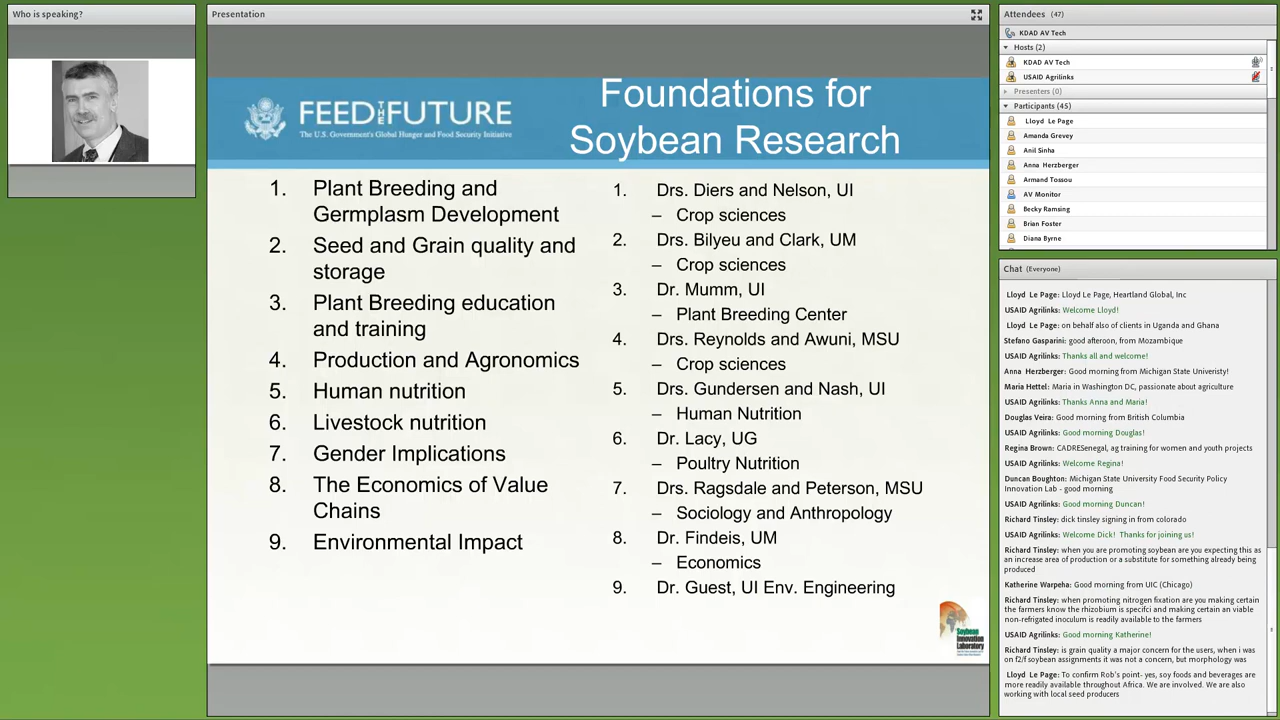 Who is speaking?
Presentation
FEED THE FUTURE
The U.S. Government's Global Hunger and Food Security Initiative
Foundations for
Soybean Research
1. Plant Breeding and
Germplasm Development
2. Seed and Grain quality and
storage
3. Plant Breeding education
and training
4. Production and Agronomics
5. Human nutrition
6. Livestock nutrition
7. Gender Implications
8. The Economics of Value
Chains
9. Environmental Impact
1. Drs. Diers and Nelson, UI
– Crop sciences
2. Drs. Bilyeu and Clark, UM
– Crop sciences
3. Dr. Mumm, UI
– Plant Breeding Center
4. Drs. Reynolds and Awuni, MSU
– Crop sciences
5. Drs. Gundersen and Nash, UI
– Human Nutrition
6. Dr. Lacy, UG
– Poultry Nutrition
7. Drs. Ragsdale and Peterson, MSU
– Sociology and Anthropology
8. Dr. Findeis, UM
– Economics
9. Dr. Guest, UI Env. Engineering
Soybean
Innovation
Laboratory
Attendees (47)
KDAD AV Tech
Hosts (2)
KDAD AV Tech
USAID Agrilinks
Presenters (0)
Participants (45)
Lloyd Le Page
Amanda Grevey
Anil Sinha
Anna Herzberger
Armand Tossou
AV Monitor
Becky Ramsing
Brian Foster
Diana Byrne
Chat (Everyone)
Lloyd Le Page: Lloyd Le Page, Heartland Global, Inc
USAID Agrilinks: Welcome Lloyd!
Lloyd Le Page: on behalf also of clients in Uganda and Ghana
Stefano Gasparini: good afteroon, from Mozambique
USAID Agrilinks: Thanks all and welcome!
Anna Herzberger: Good morning from Michigan State Univeristy!
Maria Hettel: Maria in Washington DC, passionate about agriculture
USAID Agrilinks: Thanks Anna and Maria!
Douglas Veira: Good morning from British Columbia
USAID Agrilinks: Good morning Douglas!
Regina Brown: CADRESenegal, ag training for women and youth projects
USAID Agrilinks: Welcome Regina!
Duncan Boughton: Michigan State University Food Security Policy
Innovation Lab - good morning
USAID Agrilinks: Good morning Duncan!
Richard Tinsley: dick tinsley signing in from colorado
USAID Agrilinks: Welcome Dick! Thanks for joining us!
Richard Tinsley: when you are promoting soybean are you expecting this as
an increase area of production or a substitute for something already being
produced
Katherine Warpeha: Good morning from UIC (Chicago)
Richard Tinsley: when promoting nitrogen fixation are you making certain
the farmers know the rhizobium is specifci and making certain an viable
non-refrigated inoculum is readily available to the farmers
USAID Agrilinks: Good morning Katherine!
Richard Tinsley: is grain quality a major concern for the users, when i was
on f2/f soybean assignments it was not a concern, but morphology was
Lloyd Le Page: To confirm Rob's point- yes, soy foods and beverages are
more readily available throughout Africa. We are involved. We are also
working with local seed producers